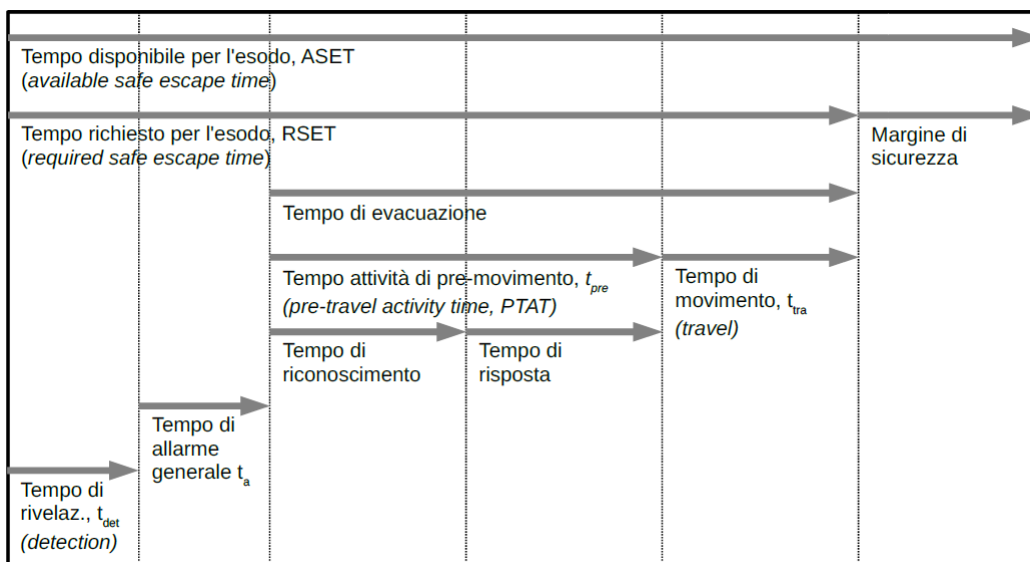 Tempo disponibile per l'esodo, ASET
(available safe escape time)
Tempo richiesto per l'esodo, RSET
(required safe escape time)
Margine di
sicurezza
Tempo di evacuazione
Tempo attività di pre-movimento, tpre
(pre-travel activity time, PTAT)
Tempo di
movimento, ttra
(travel)
Tempo di
riconoscimento
Tempo di
risposta
Tempo di
allarme
generale ta
Tempo di
rivelaz., tdet
(detection)